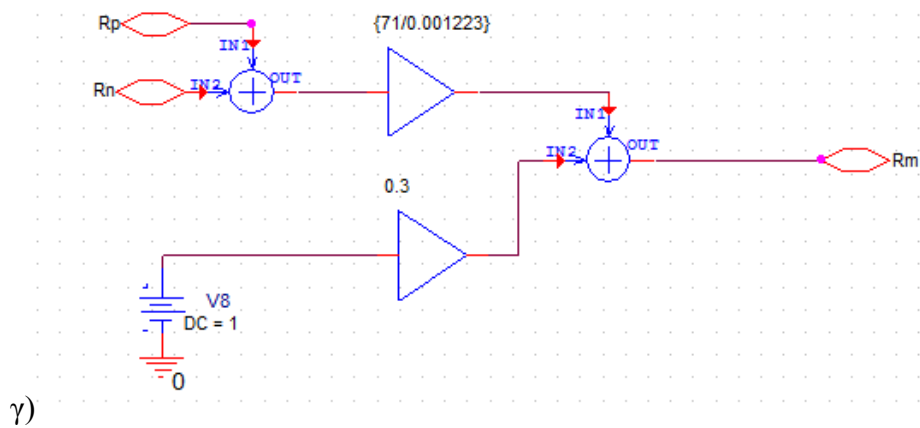 {71/0.001223}
Rp
IN1
Rn
IN2
OUT
IN1
IN2
OUT
Rm
0.3
V8
DC = 1
0
γ)